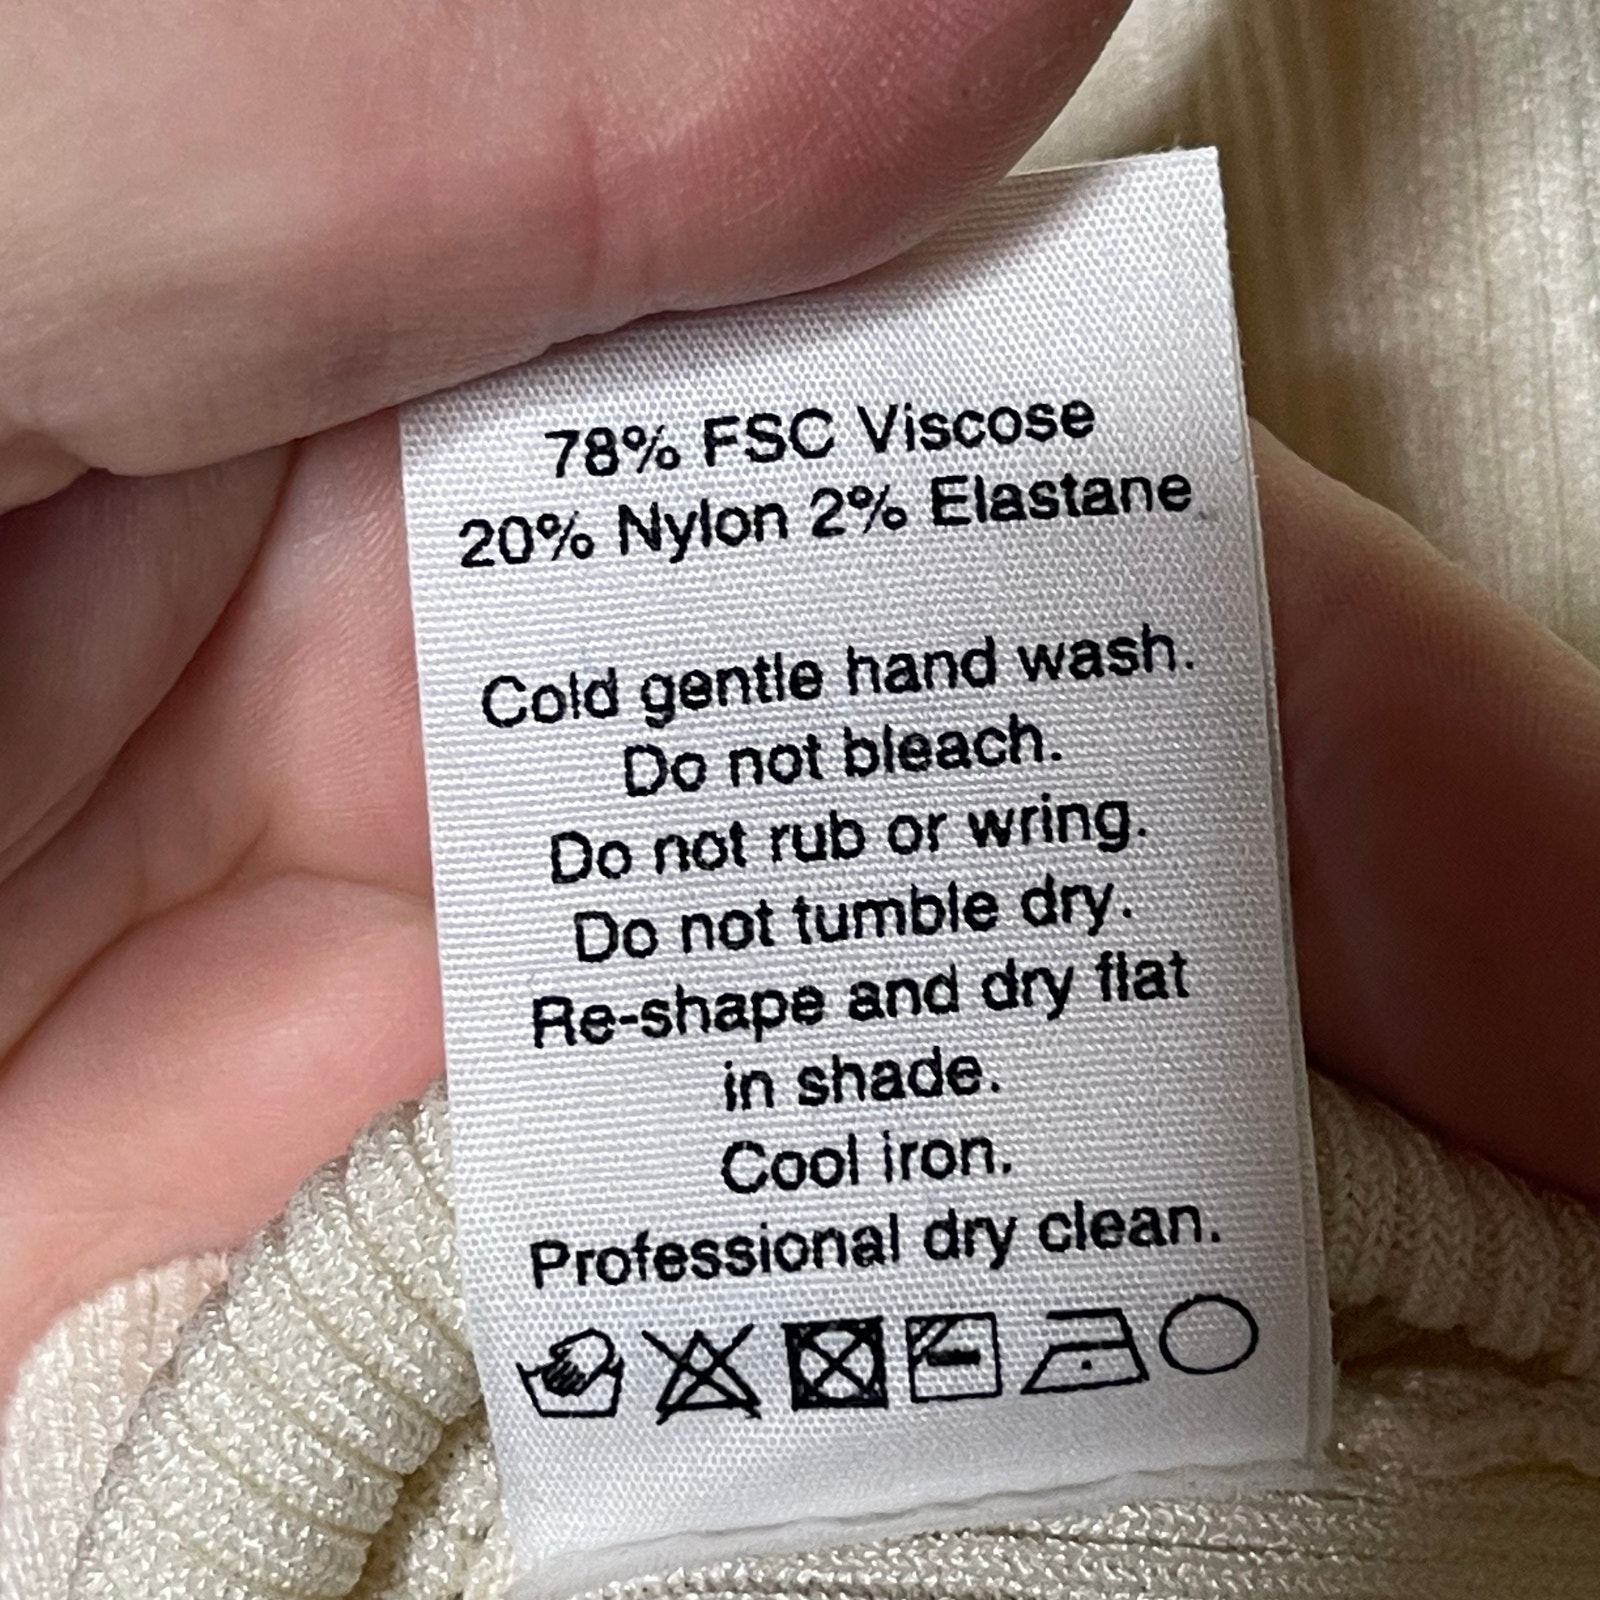 78% FSC Viscose
20% Nylon 2% Elastane
Cold gentle hand wash.
Do not bleach.
Do not rub or wring.
Do not tumble dry.
Re-shape and dry flat
in shade.
Cool iron.
Professional dry clean.